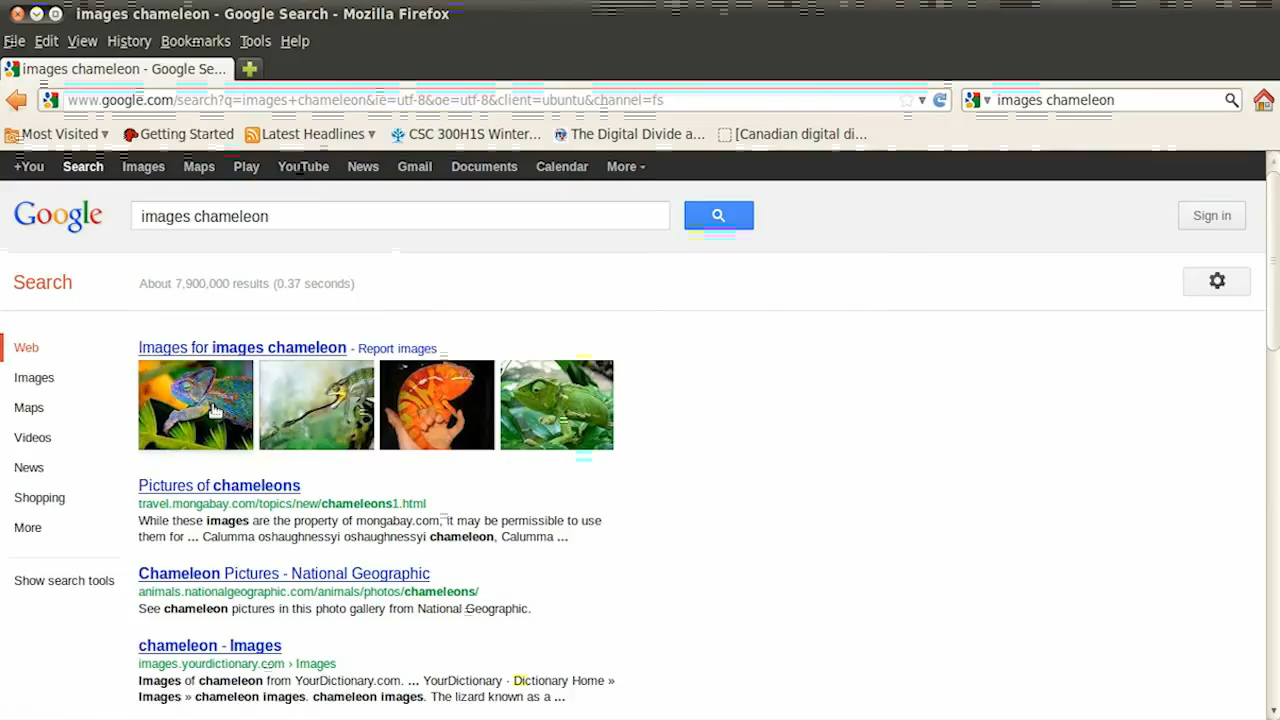 images chameleon - Google Search - Mozilla Firefox
File Edit View History Bookmarks Tools Help
images chameleon - Google Se...
www.google.com/search?q=images+chameleon&ie=utf-8&oe=utf-8&client=ubuntu&channel=fs
images chameleon
Most Visited Getting Started Latest Headlines CSC 300H1S Winter... The Digital Divide a... [Canadian digital di...
+You Search Images Maps Play YouTube News Gmail Documents Calendar More
Google images chameleon Sign in
Search About 7,900,000 results (0.37 seconds)
Web
Images
Maps
Videos
News
Shopping
More
Show search tools
Images for images chameleon - Report images
Pictures of chameleons
travel.mongabay.com/topics/new/chameleons1.html
While these images are the property of mongabay.com, it may be permissible to use
them for ... Calumma oshaughnessyi oshaughnessyi chameleon, Calumma ...
Chameleon Pictures - National Geographic
animals.nationalgeographic.com/animals/photos/chameleons/
See chameleon pictures in this photo gallery from National Geographic.
chameleon - Images
images.yourdictionary.com › Images
Images of chameleon from YourDictionary.com. ... YourDictionary · Dictionary Home »
Images » chameleon images. chameleon images. The lizard known as a ...